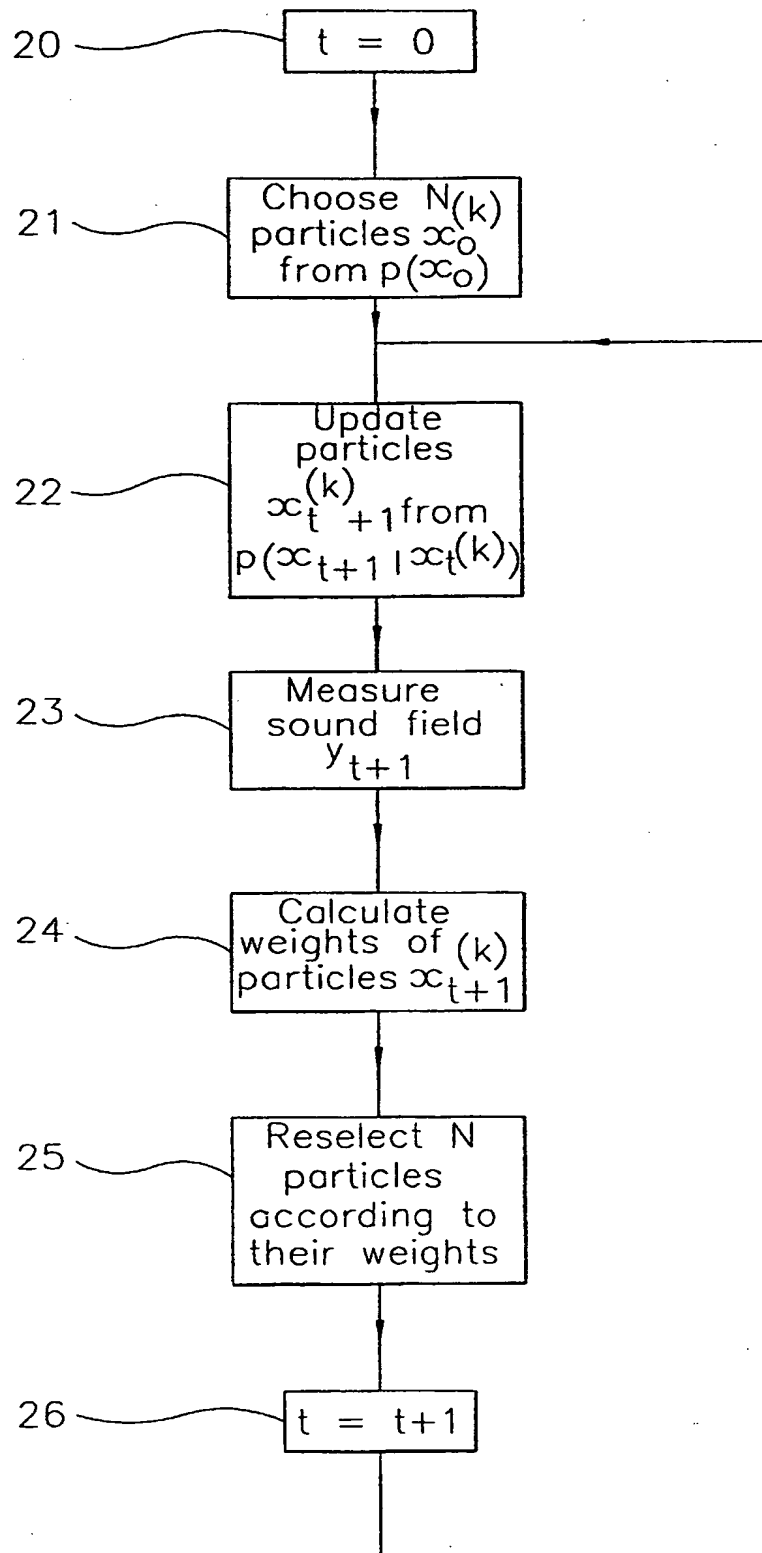 20
t = 0
21
Choose N
particles x₀⁽ᵏ⁾
from p(x₀)
22
Update
particles
xₜ⁽ᵏ⁾+1 from
p(xₜ₊₁ | xₜ⁽ᵏ⁾)
23
Measure
sound field
yₜ₊₁
24
Calculate
weights of
particles xₜ₊₁⁽ᵏ⁾
25
Reselect N
particles
according to
their weights
26
t = t+1